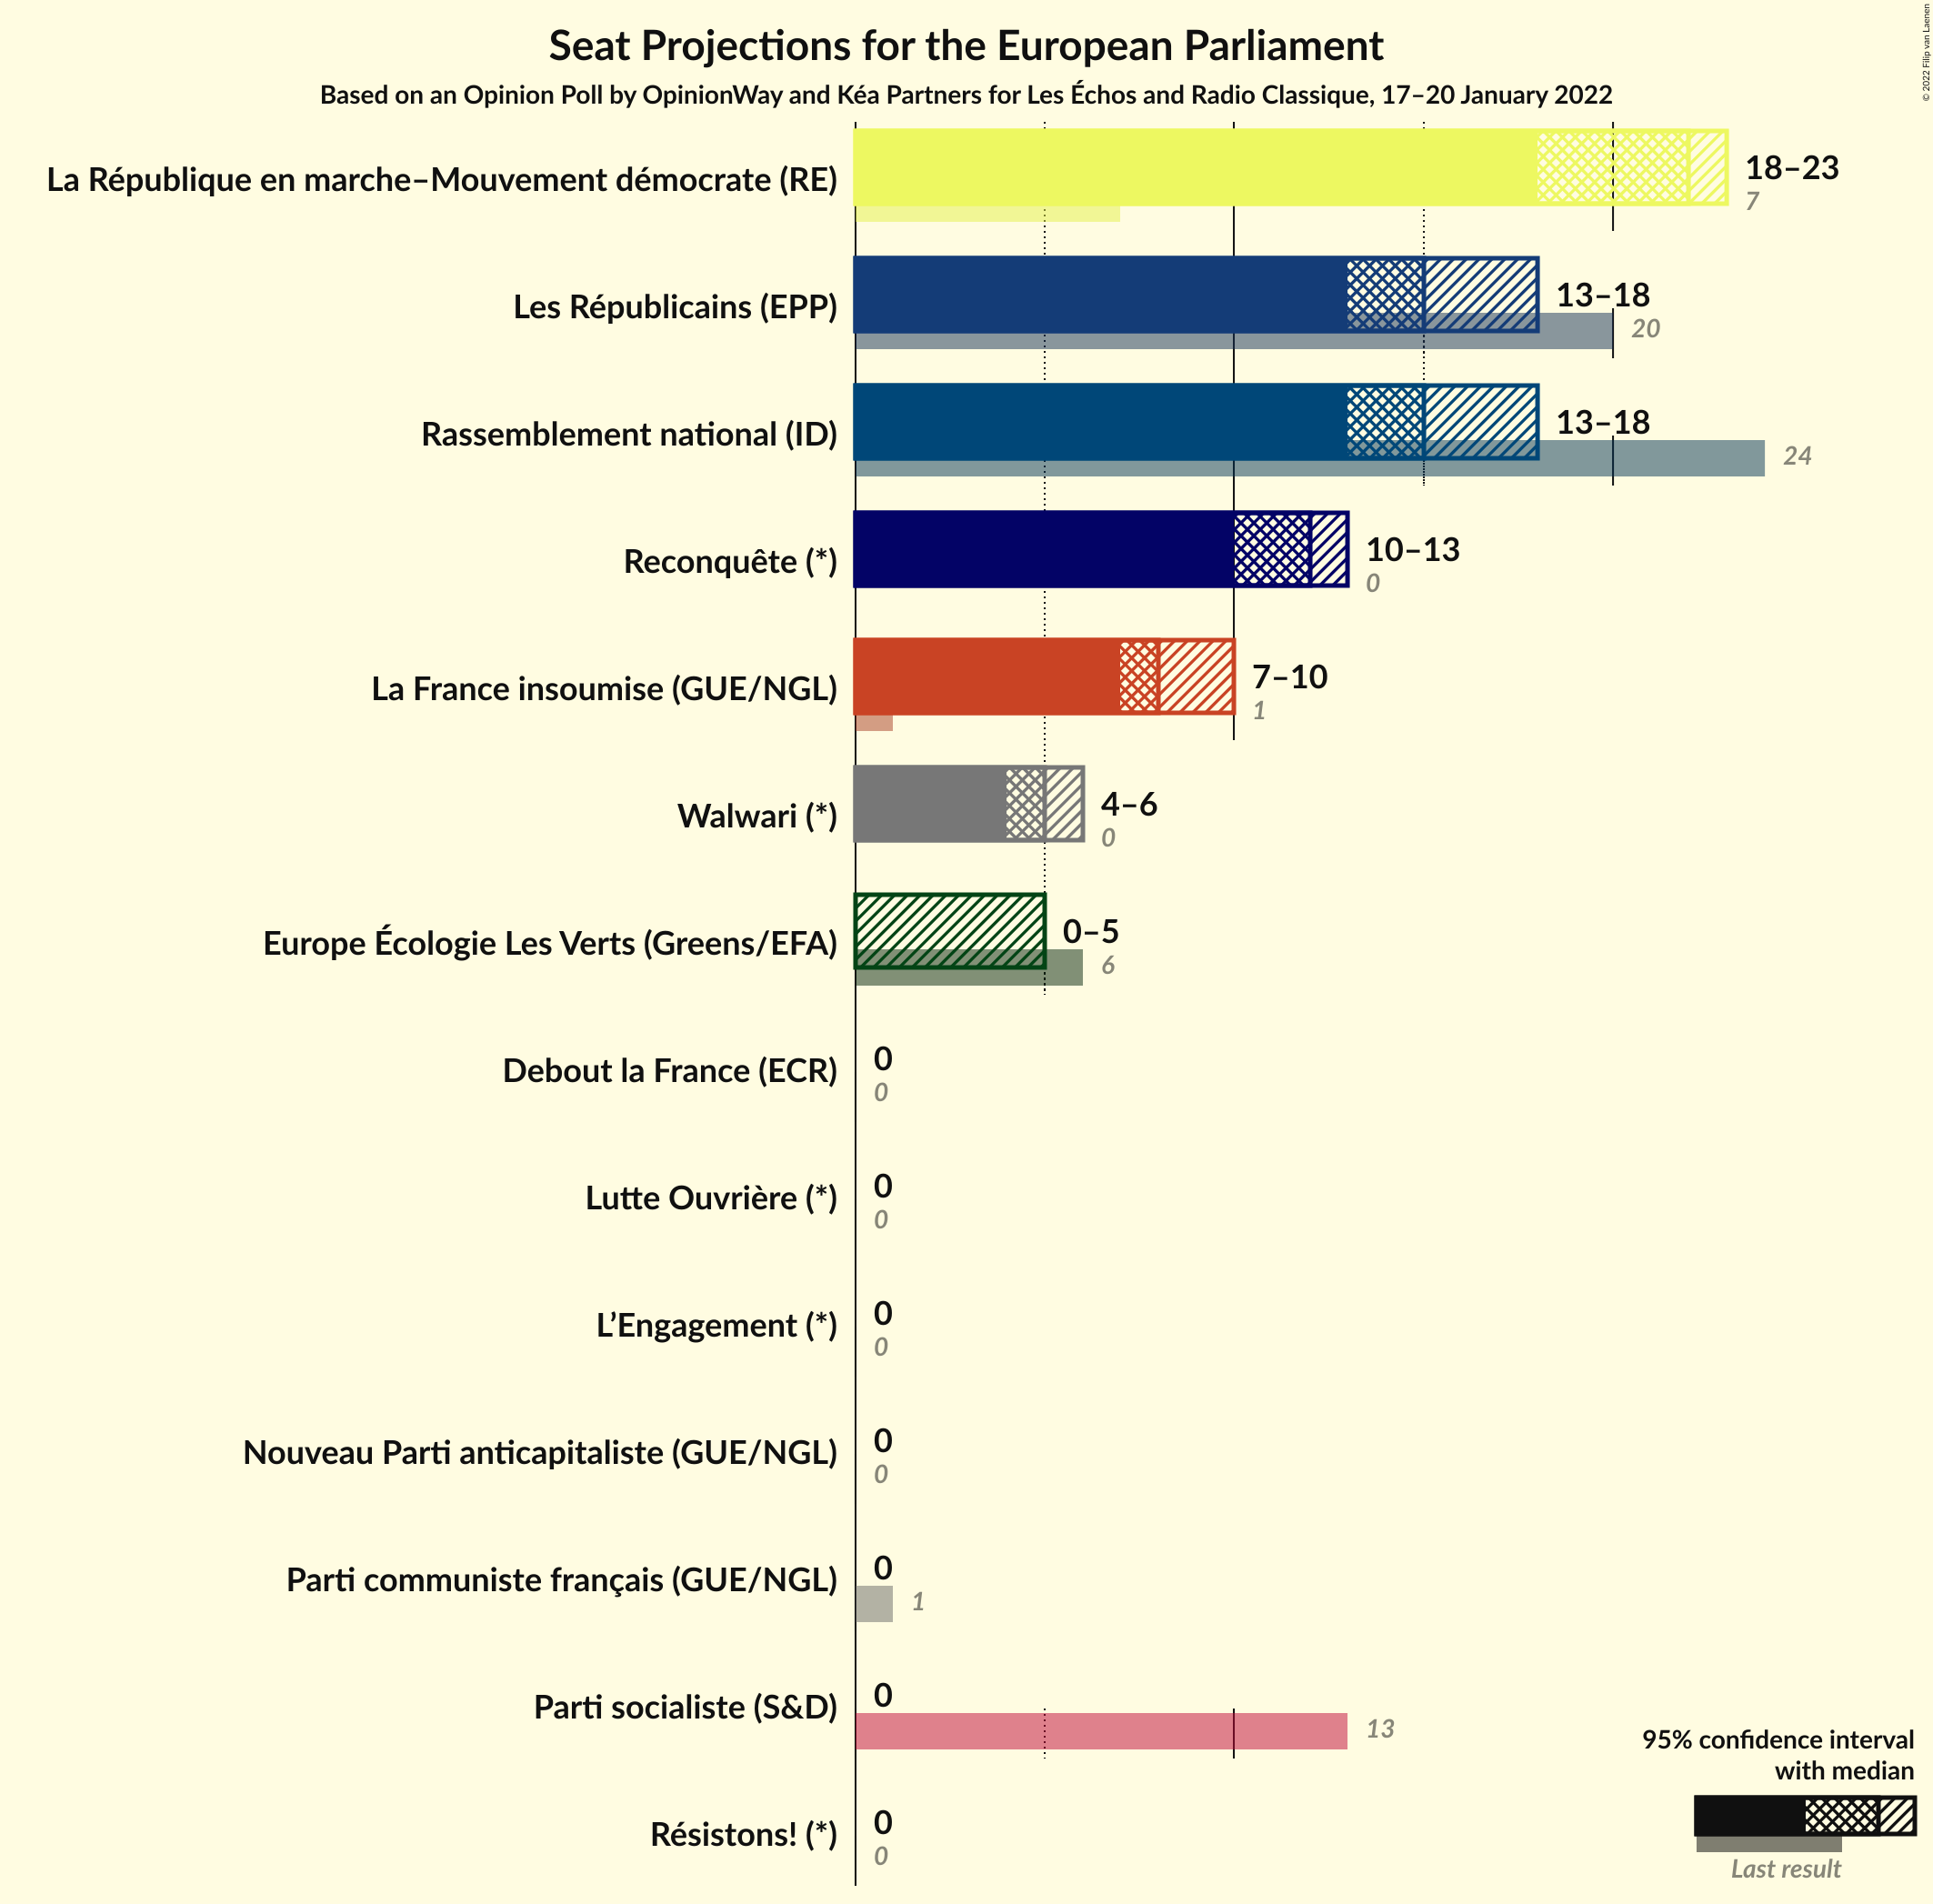 Seat Projections for the European Parliament
Based on an Opinion Poll by OpinionWay and Kéa Partners for Les Échos and Radio Classique, 17–20 January 2022
© 2022 Filip van Laenen
La République en marche–Mouvement démocrate (RE)
18–23
7
Les Républicains (EPP)
13–18
20
Rassemblement national (ID)
13–18
24
Reconquête (*)
10–13
0
La France insoumise (GUE/NGL)
7–10
1
Walwari (*)
4–6
0
Europe Écologie Les Verts (Greens/EFA)
0–5
6
Debout la France (ECR)
0
0
Lutte Ouvrière (*)
0
0
L’Engagement (*)
0
0
Nouveau Parti anticapitaliste (GUE/NGL)
0
0
Parti communiste français (GUE/NGL)
0
1
Parti socialiste (S&D)
0
13
Résistons! (*)
0
0
95% confidence interval
with median
Last result